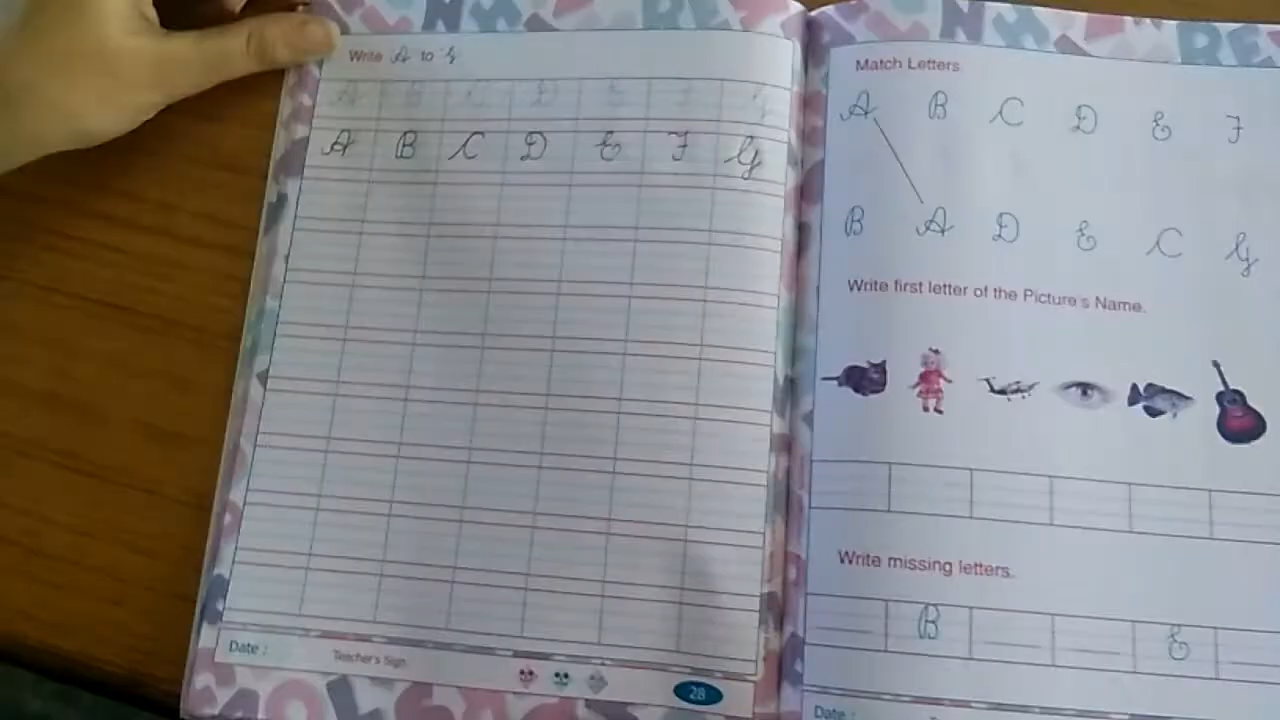 Write A to G
A B C D E F G
A B C D E F G
Date :
Teacher's Sign
28
Match Letters
A B C D E F
B A D E C G
Write first letter of the Picture's Name.
Write missing letters.
B E
Date :